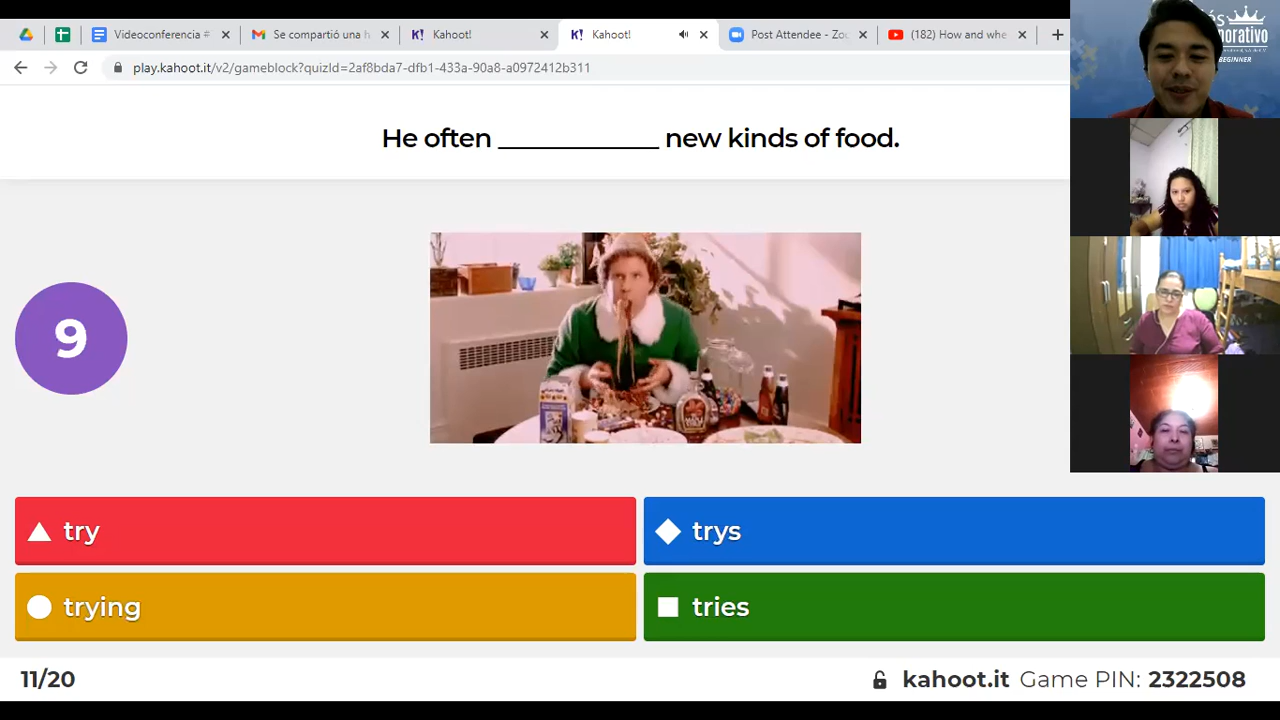 Videoconferencia #
Se compartió una h
Kahoot!
Kahoot!
Post Attendee - Zo
(182) How and whe
play.kahoot.it/v2/gameblock?quizId=2af8bda7-dfb1-433a-90a8-a0972412b311
BEGINNER
He often ____________ new kinds of food.
9
try
trys
trying
tries
11/20
kahoot.it Game PIN: 2322508